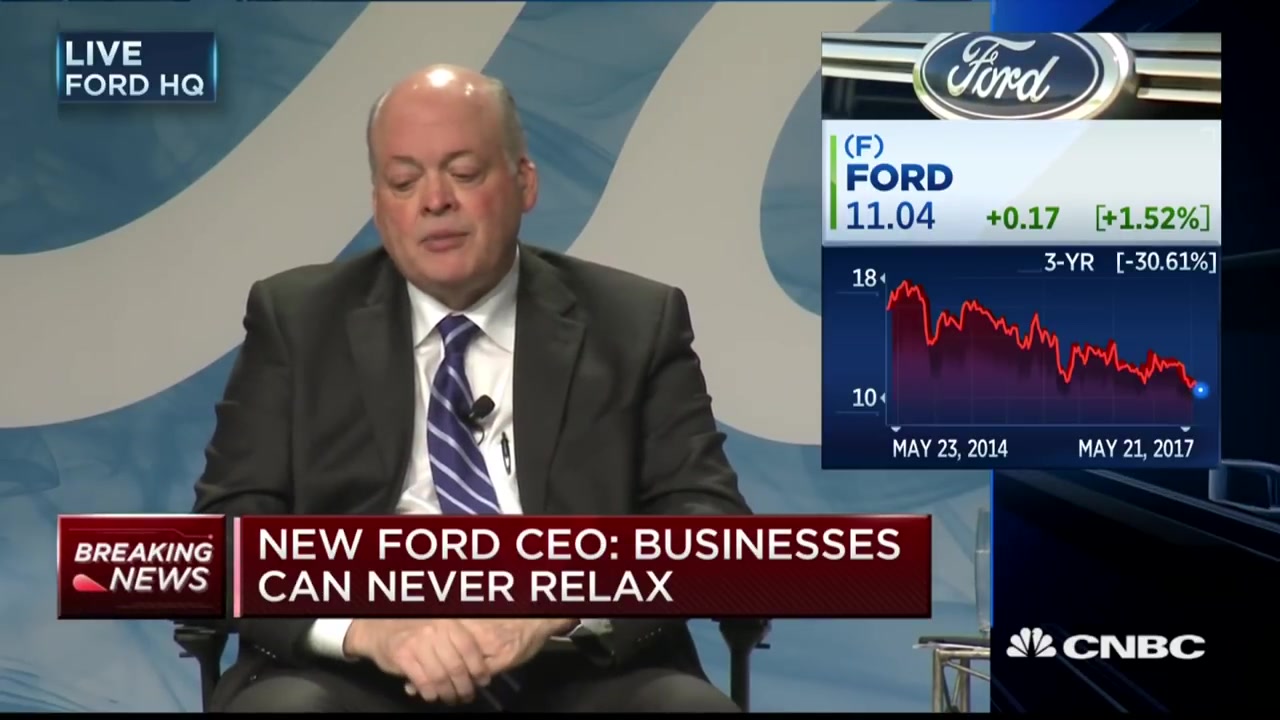 LIVE
FORD HQ
Ford
(F)
FORD
11.04 +0.17 [+1.52%]
3-YR [-30.61%]
18
10
MAY 23, 2014 MAY 21, 2017
BREAKING
NEWS
NEW FORD CEO: BUSINESSES
CAN NEVER RELAX
CNBC